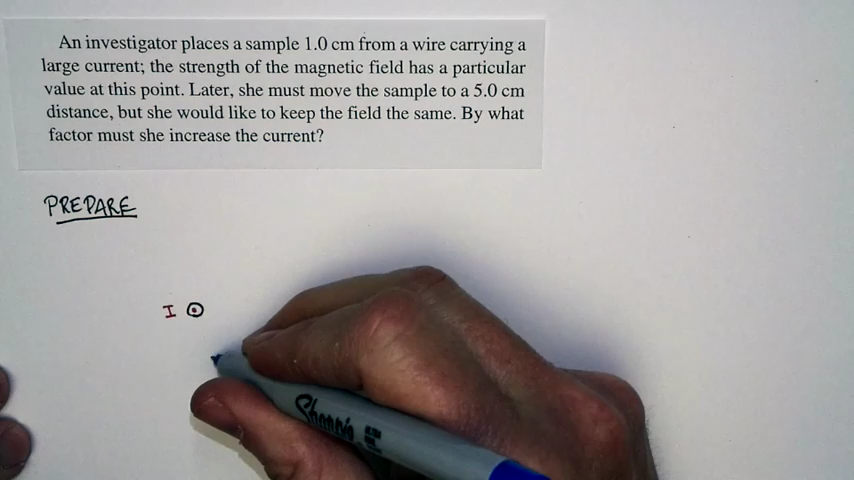 An investigator places a sample 1.0 cm from a wire carrying a
large current; the strength of the magnetic field has a particular
value at this point. Later, she must move the sample to a 5.0 cm
distance, but she would like to keep the field the same. By what
factor must she increase the current?
PREPARE
I
Sharpie